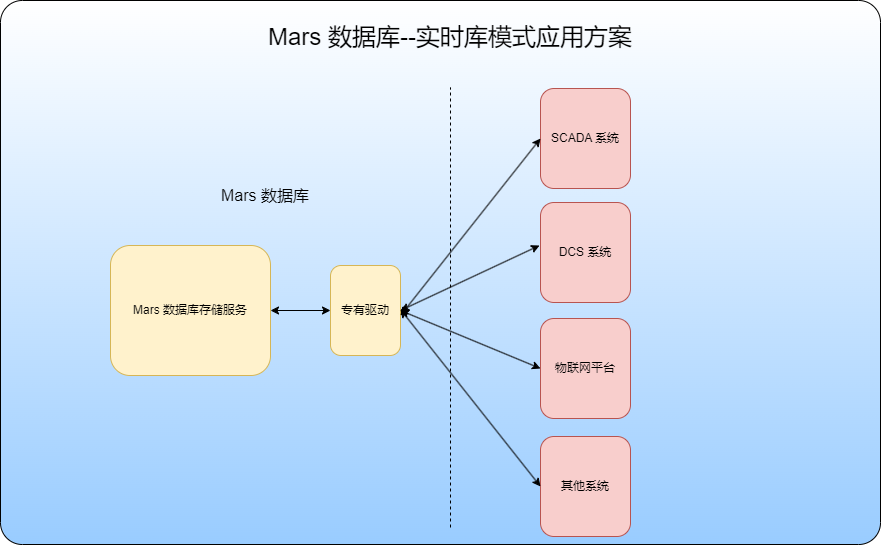 Mars 数据库--实时库模式应用方案
SCADA 系统
Mars 数据库
DCS 系统
Mars 数据库存储服务
专有驱动
物联网平台
其他系统